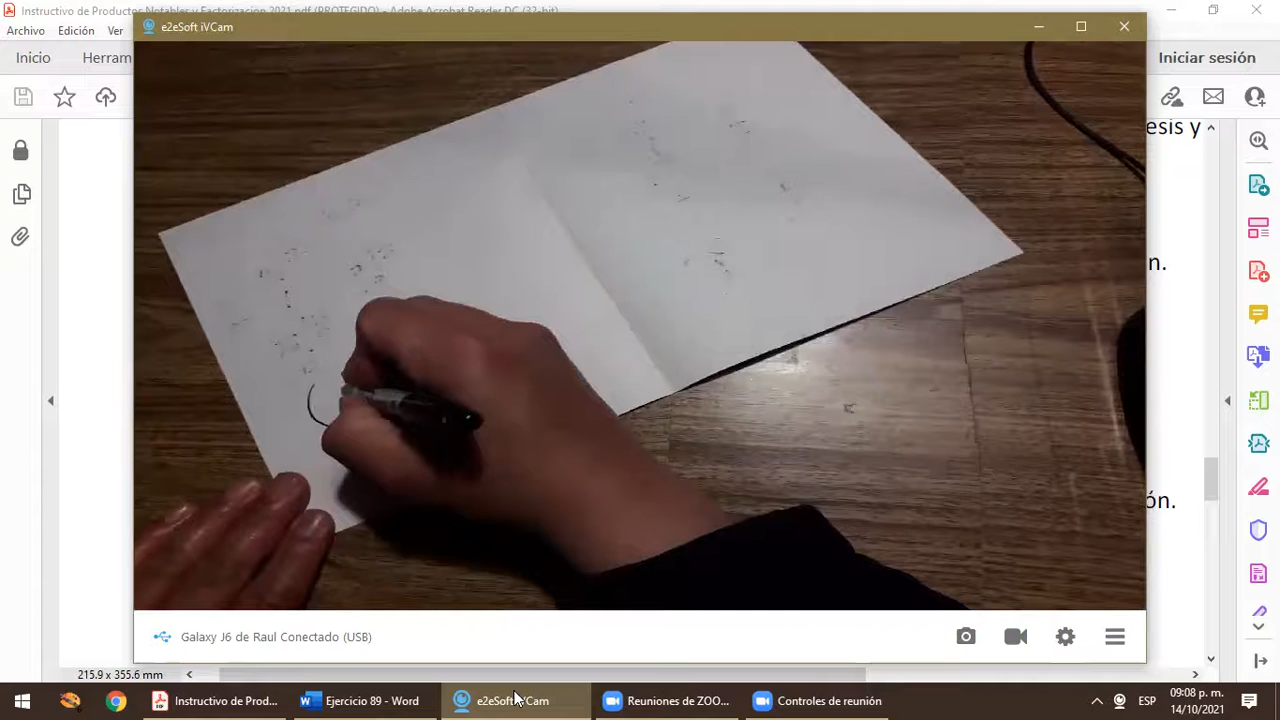 Instructivo de Productos Notables y Factorizacion 2021.pdf (PROTEGIDO) - Adobe Acrobat Reader DC (32-bit)
e2eSoft iVCam
Archivo Edición Ver
Inicio Herram
Iniciar sesión
esis y
n.
ón.
Galaxy J6 de Raul Conectado (USB)
215.9 x 355.6 mm
Instructivo de Prod...
Ejercicio 89 - Word
e2eSoft iVCam
Reuniones de ZOO...
Controles de reunión
ESP
09:08 p. m.
14/10/2021